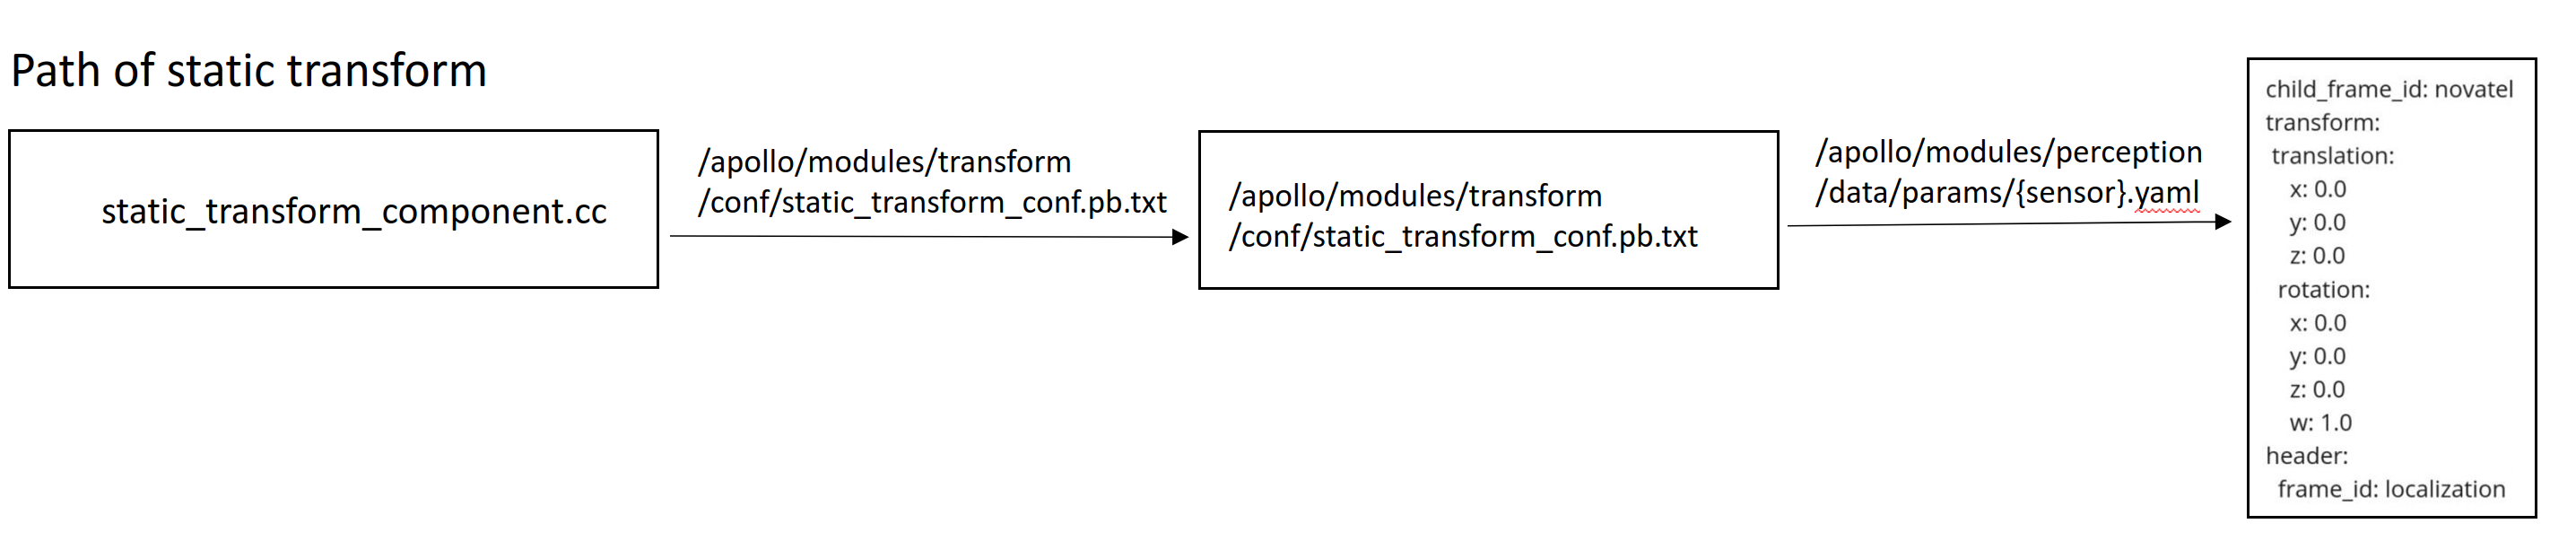 Path of static transform
static_transform_component.cc
/apollo/modules/transform
/conf/static_transform_conf.pb.txt
/apollo/modules/transform
/conf/static_transform_conf.pb.txt
/apollo/modules/perception
/data/params/{sensor}.yaml
child_frame_id: novatel
transform:
translation:
x: 0.0
y: 0.0
z: 0.0
rotation:
x: 0.0
y: 0.0
z: 0.0
w: 1.0
header:
frame_id: localization